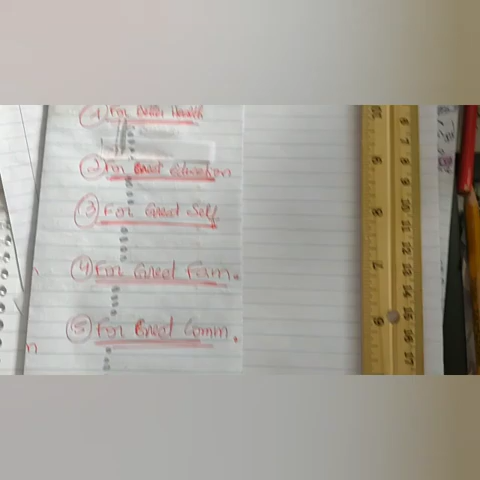 ① For Better Health
② For Great Education
③ For Great Self
④ For Great Fam.
⑤ For Great Comm.